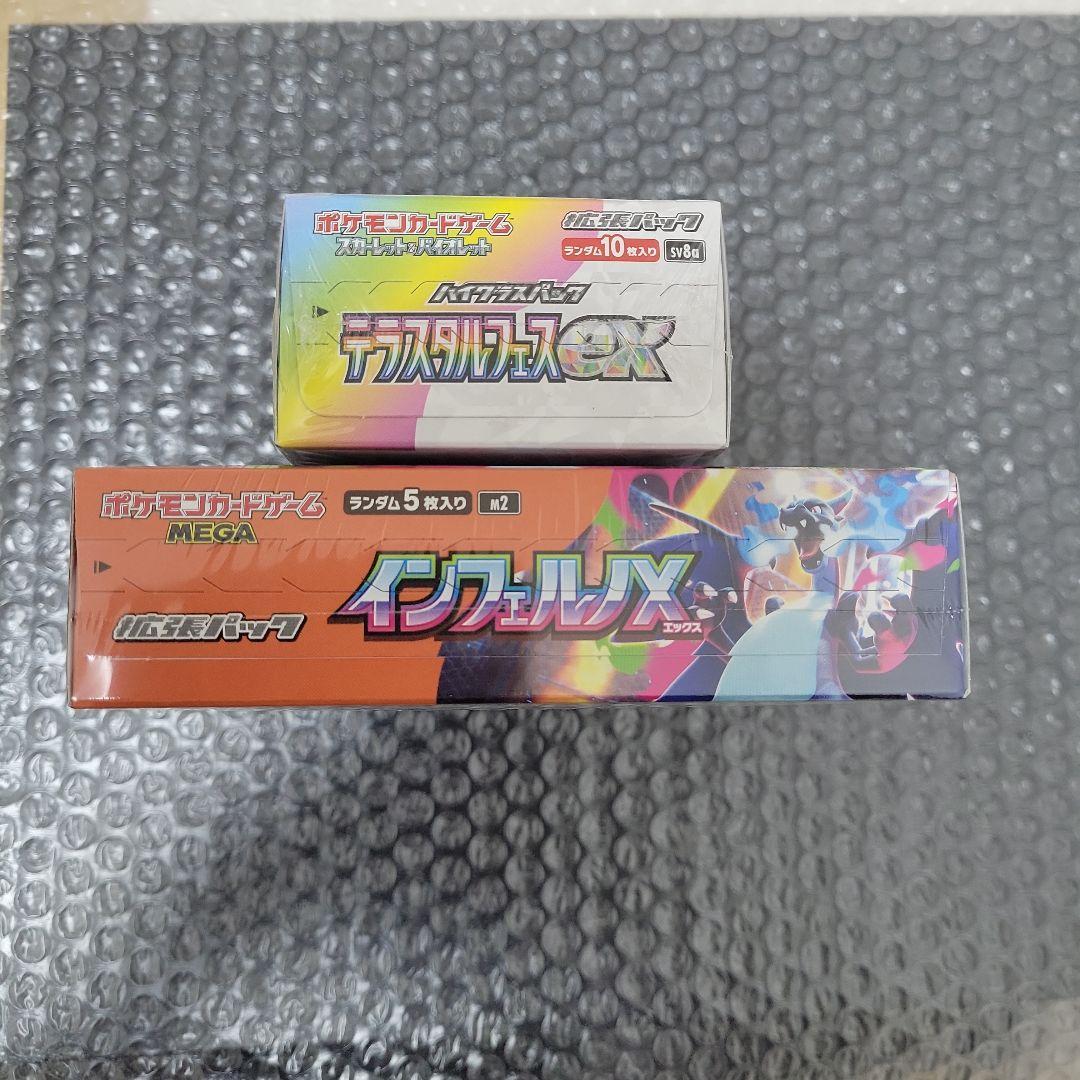 ポケモンカードゲーム
スカーレット&バイオレット
拡張パック
ランダム10枚入り sv8a
ハイクラスパック
テラスタルフェスex
ポケモンカードゲーム
MEGA
ランダム5枚入り M2
拡張パック
インフェルノX
エックス